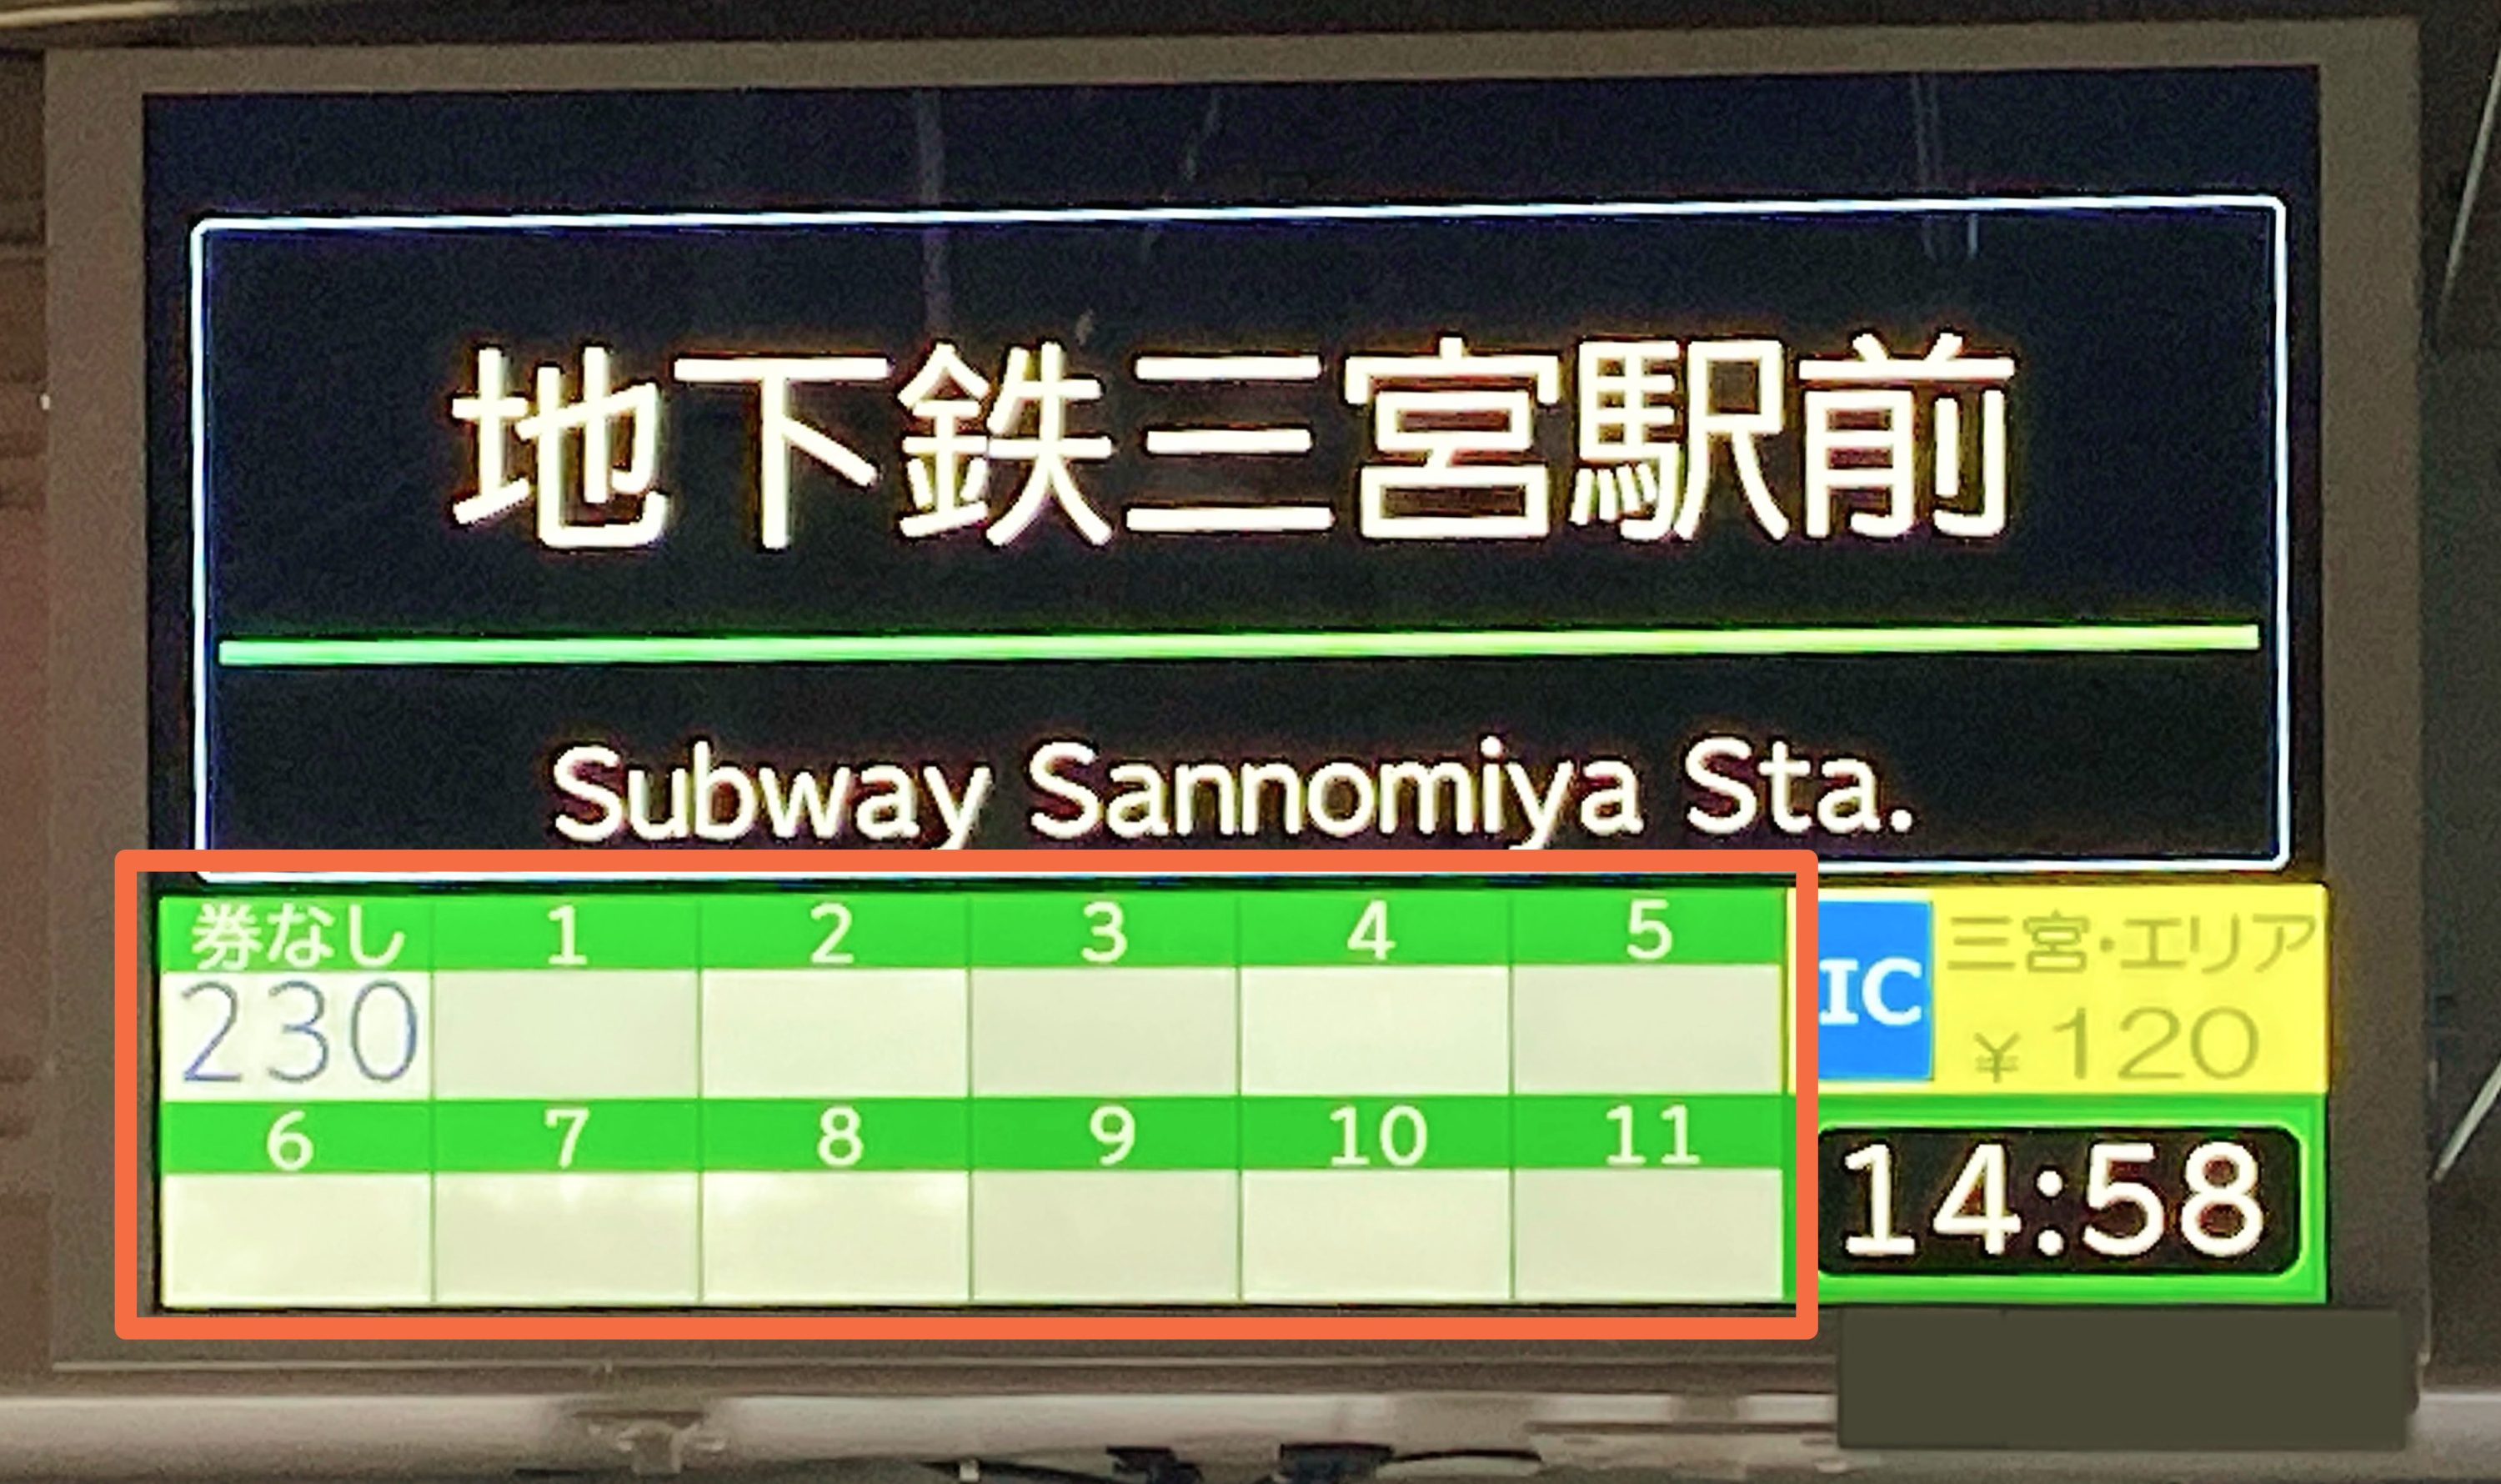 地下鉄三宮駅前
Subway Sannomiya Sta.
券なし 1 2 3 4 5
230
6 7 8 9 10 11
IC 三宮・エリア
¥120
14:58